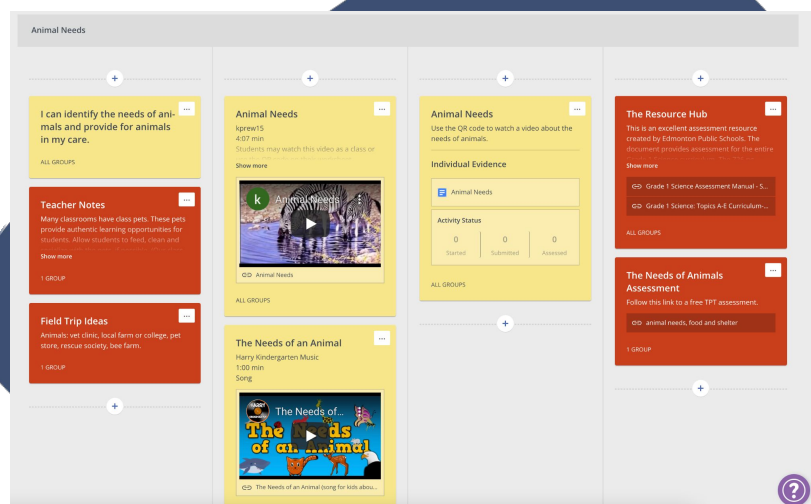 Animal Needs
I can identify the needs of ani-
mals and provide for animals
in my care.
ALL GROUPS
Teacher Notes
Many classrooms have class pets. These pets
provide authentic learning opportunities for
students. Allow students to feed, clean and
Show more
1 GROUP
Field Trip Ideas
Animals: vet clinic, local farm or college, pet
store, rescue society, bee farm.
1 GROUP
Animal Needs
kprew15
4:07 min
Students may watch this video as a class or
Show more
k
Animal Needs
Animal Needs
ALL GROUPS
The Needs of an Animal
Harry Kindergarten Music
1:00 min
Song
HARRY
The Needs of...
The Needs
of an Animal
The Needs of an Animal (song for kids abou...
Animal Needs
Use the QR code to watch a video about the
needs of animals.
Individual Evidence
Animal Needs
Activity Status
0 0 0
Started Submitted Assessed
ALL GROUPS
The Resource Hub
This is an excellent assessment resource
created by Edmonton Public Schools. The
document provides assessment for the entire
Show more
Grade 1 Science Assessment Manual - S...
Grade 1 Science: Topics A-E Curriculum-...
ALL GROUPS
The Needs of Animals
Assessment
Follow this link to a free TPT assessment.
animal needs, food and shelter
1 GROUP
?